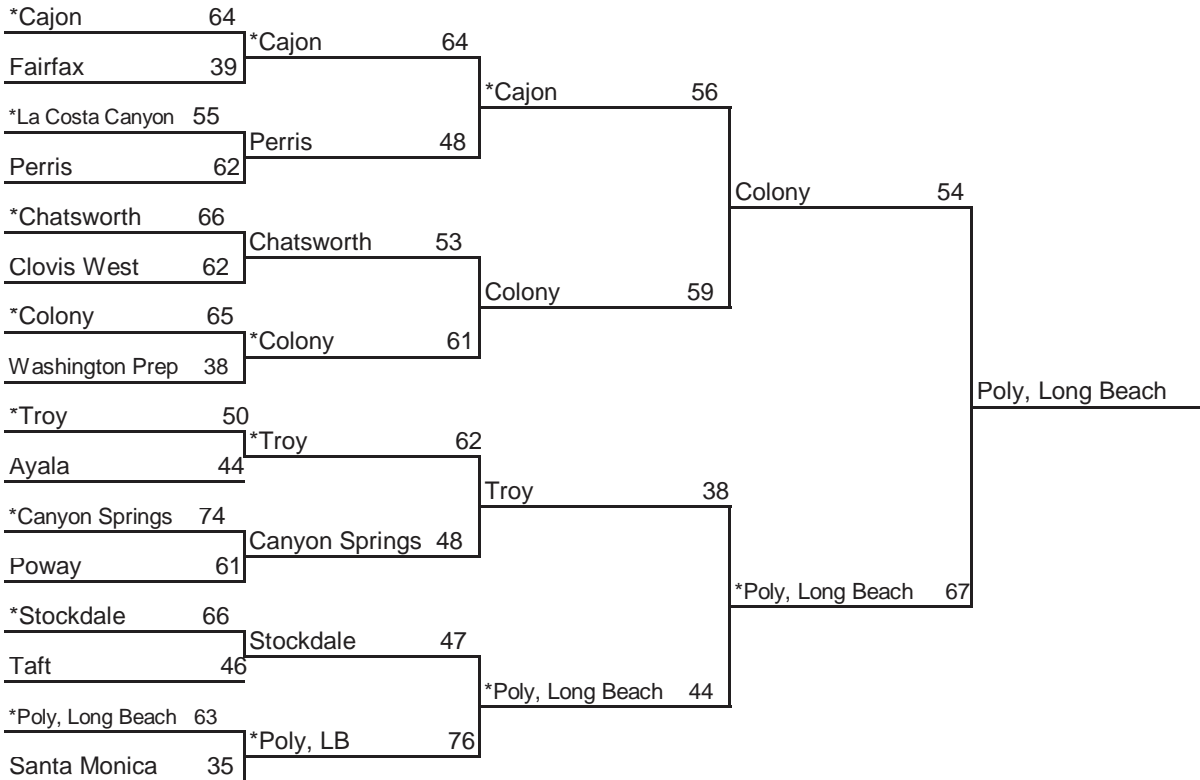 *Cajon 64
Fairfax 39
*La Costa Canyon 55
Perris 62
*Chatsworth 66
Clovis West 62
*Colony 65
Washington Prep 38
*Troy 50
Ayala 44
*Canyon Springs 74
Poway 61
*Stockdale 66
Taft 46
*Poly, Long Beach 63
Santa Monica 35
*Cajon 64
Perris 48
Chatsworth 53
*Colony 61
*Troy 62
Canyon Springs 48
Stockdale 47
*Poly, LB 76
*Cajon 56
Colony 59
Troy 38
*Poly, Long Beach 44
Colony 54
*Poly, Long Beach 67
Poly, Long Beach